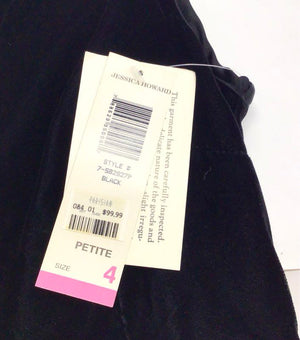 JESSICA HOWARD
STYLE #
7-582927P
BLACK
084 01 $99.99
PETITE
SIZE 4
This garment has been carefully inspected.
delicate nature of the
goods and
slight irregu-